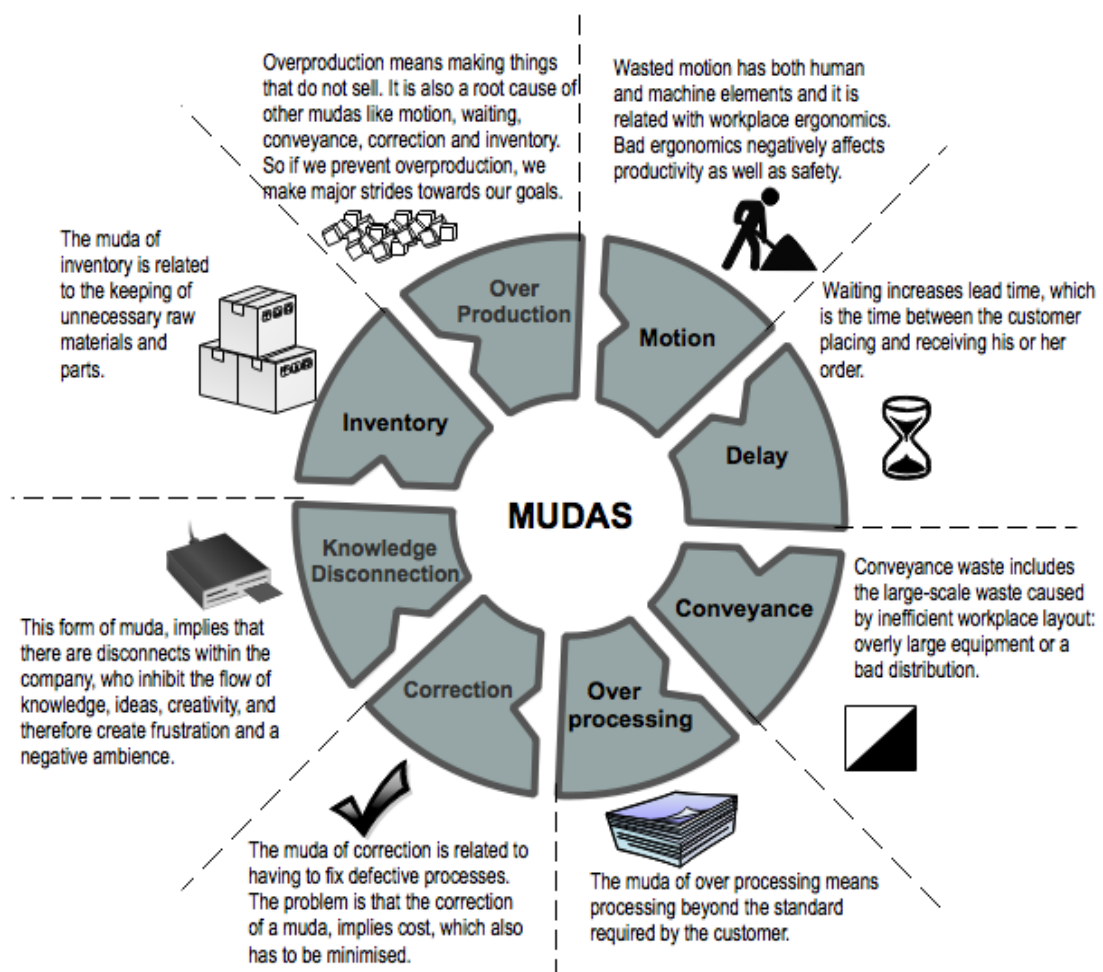 Overproduction means making things
that do not sell. It is also a root cause of
other mudas like motion, waiting,
conveyance, correction and inventory.
So if we prevent overproduction, we
make major strides towards our goals.
Wasted motion has both human
and machine elements and it is
related with workplace ergonomics.
Bad ergonomics negatively affects
productivity as well as safety.
The muda of
inventory is related
to the keeping of
unnecessary raw
materials and
parts.
Waiting increases lead time, which
is the time between the customer
placing and receiving his or her
order.
Over
Production
Motion
Inventory
Delay
MUDAS
Knowledge
Disconnection
Conveyance
Correction
Over
processing
Conveyance waste includes
the large-scale waste caused
by inefficient workplace layout:
overly large equipment or a
bad distribution.
This form of muda, implies that
there are disconnects within the
company, who inhibit the flow of
knowledge, ideas, creativity, and
therefore create frustration and a
negative ambience.
The muda of correction is related to
having to fix defective processes.
The problem is that the correction
of a muda, implies cost, which also
has to be minimised.
The muda of over processing means
processing beyond the standard
required by the customer.